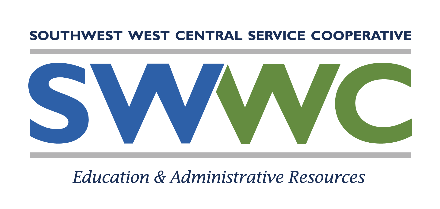 SOUTHWEST WEST CENTRAL SERVICE COOPERATIVE
SWWC
Education & Administrative Resources